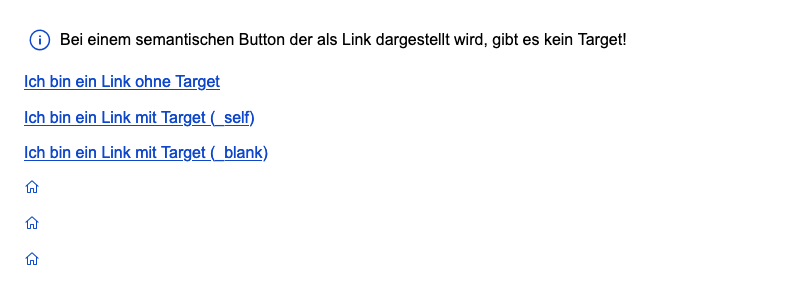 Bei einem semantischen Button der als Link dargestellt wird, gibt es kein Target!
Ich bin ein Link ohne Target
Ich bin ein Link mit Target (_self)
Ich bin ein Link mit Target (_blank)